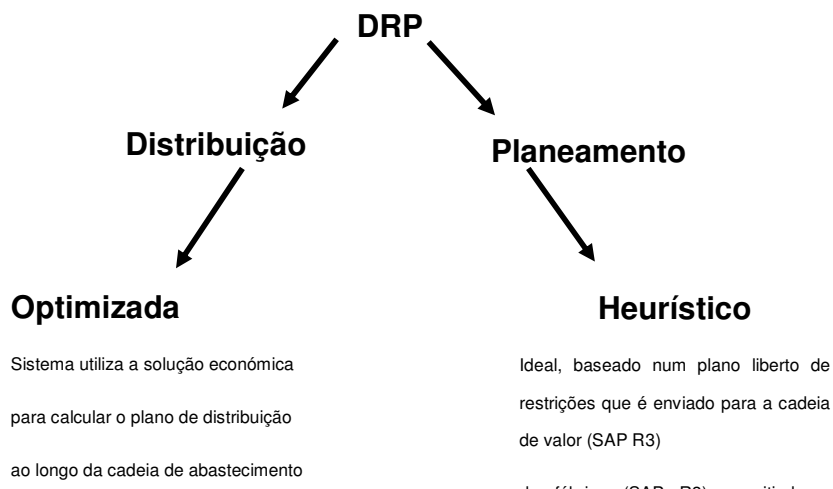 DRP
Distribuição
Planeamento
Optimizada
Sistema utiliza a solução económica
para calcular o plano de distribuição
ao longo da cadeia de abastecimento
Heurístico
Ideal, baseado num plano liberto de
restrições que é enviado para a cadeia
de valor (SAP R3)